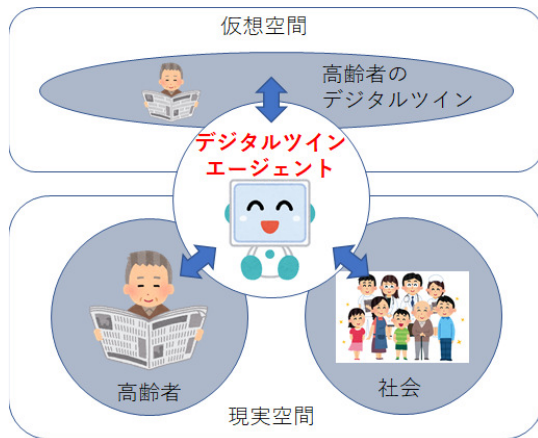 仮想空間
高齢者の
デジタルツイン
デジタルツイン
エージェント
高齢者
社会
現実空間